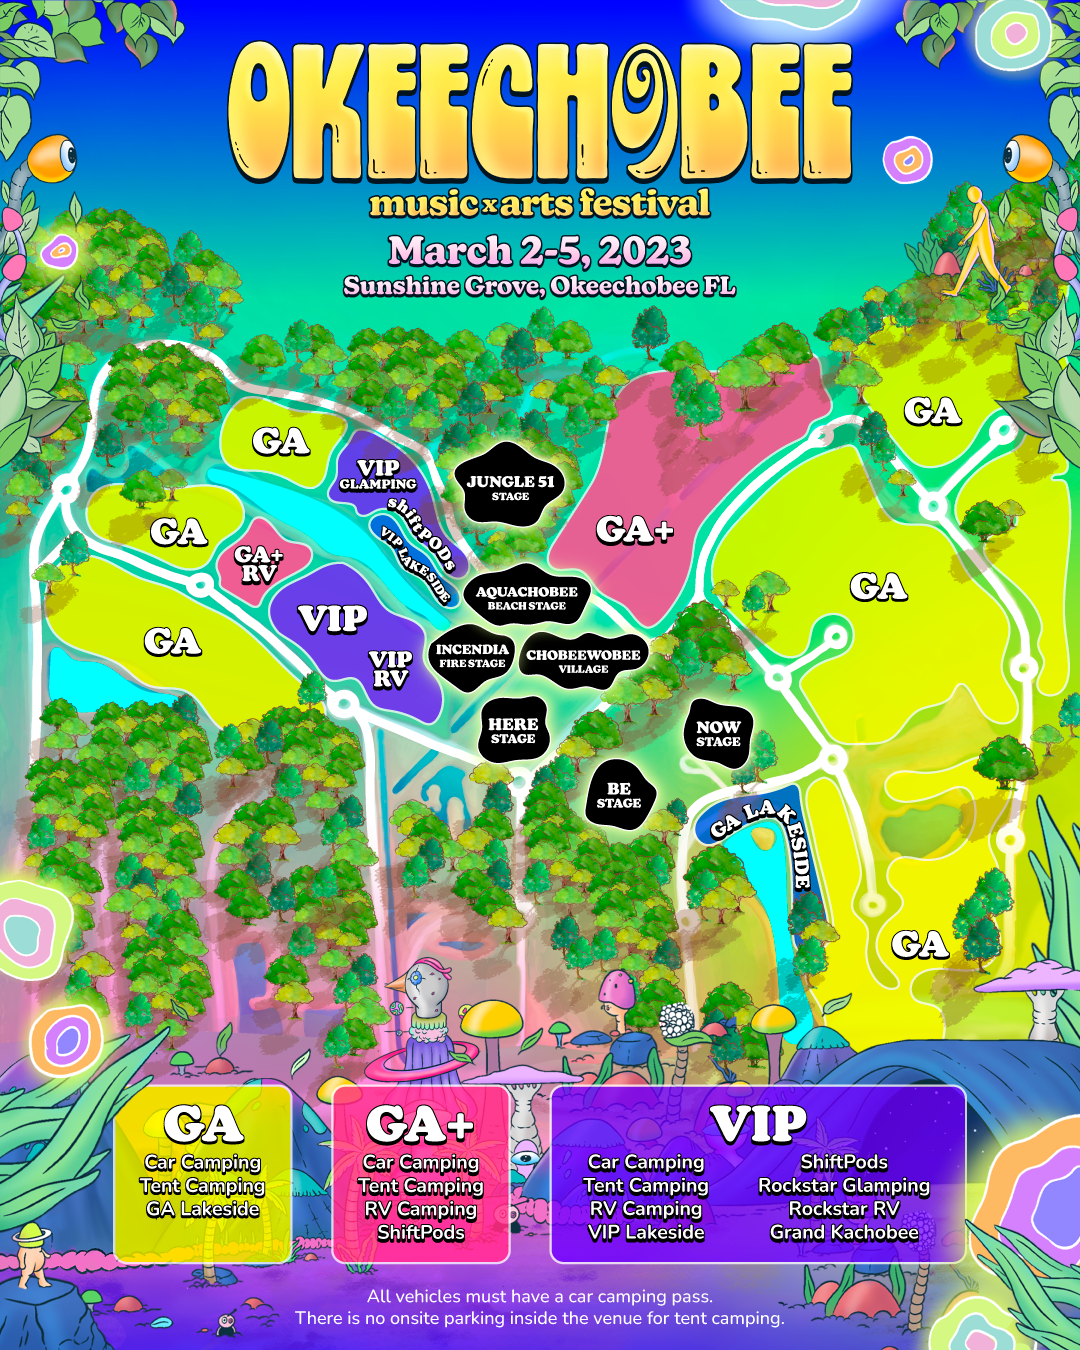 OKEECHOBEE
music x arts festival
March 2-5, 2023
Sunshine Grove, Okeechobee FL
GA
GA
VIP
GLAMPING
shiftPODs
VIP LAKESIDE
JUNGLE 51
STAGE
GA+
GA
GA+
RV
GA
AQUACHOBEE
BEACH STAGE
VIP
GA
INCENDIA
FIRE STAGE
CHOBEEWOBEE
VILLAGE
VIP
RV
HERE
STAGE
NOW
STAGE
BE
STAGE
GA LAKESIDE
GA
GA
Car Camping
Tent Camping
GA Lakeside
GA+
Car Camping
Tent Camping
RV Camping
ShiftPods
VIP
Car Camping
Tent Camping
RV Camping
VIP Lakeside
ShiftPods
Rockstar Glamping
Rockstar RV
Grand Kachobee
All vehicles must have a car camping pass.
There is no onsite parking inside the venue for tent camping.